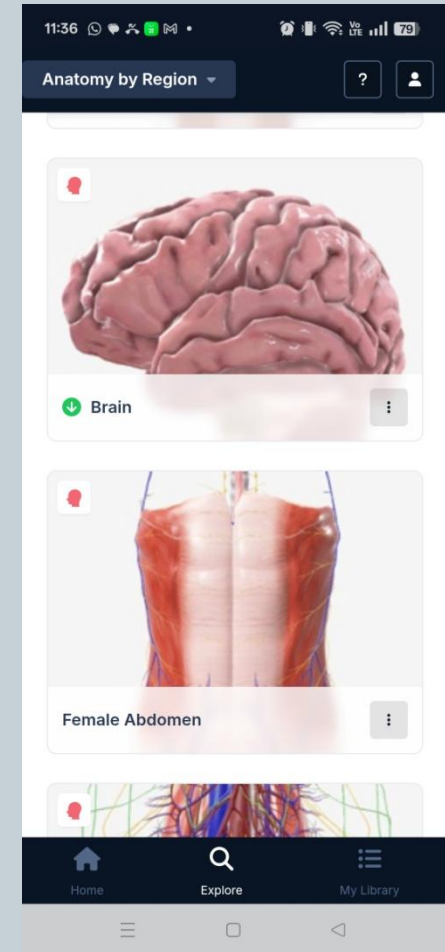 11:36 Vo LTE 79
Anatomy by Region ?
Brain
Female Abdomen
Home Explore My Library